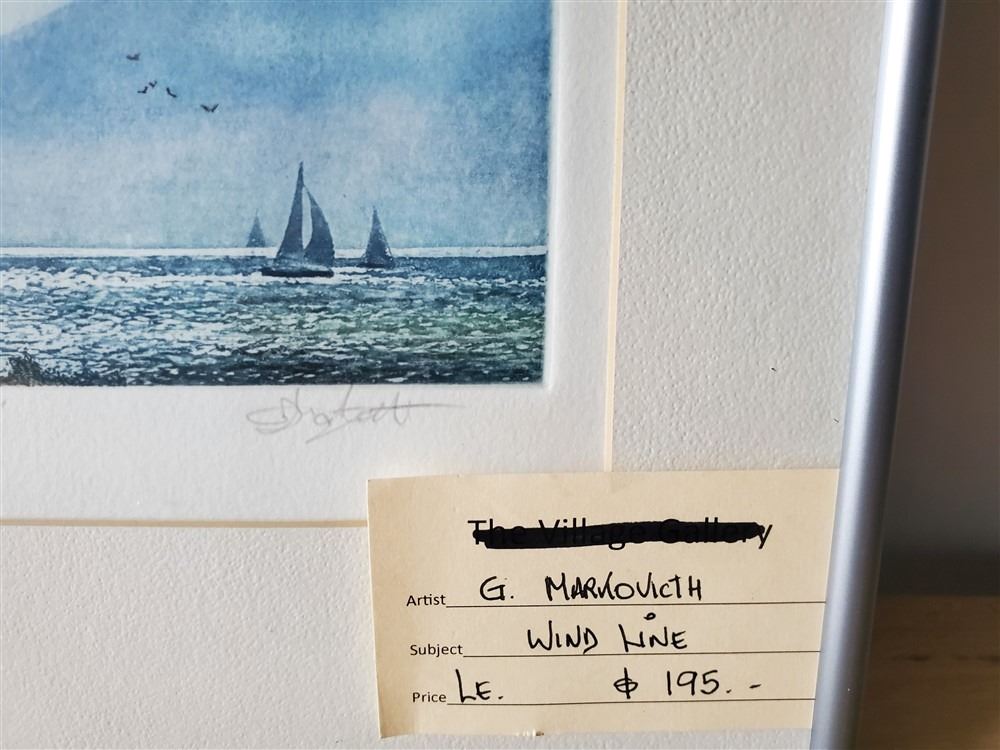 The Village Gallery
Artist G. MARKOVICTH
Subject WIND LINE
Price LE. $ 195.-